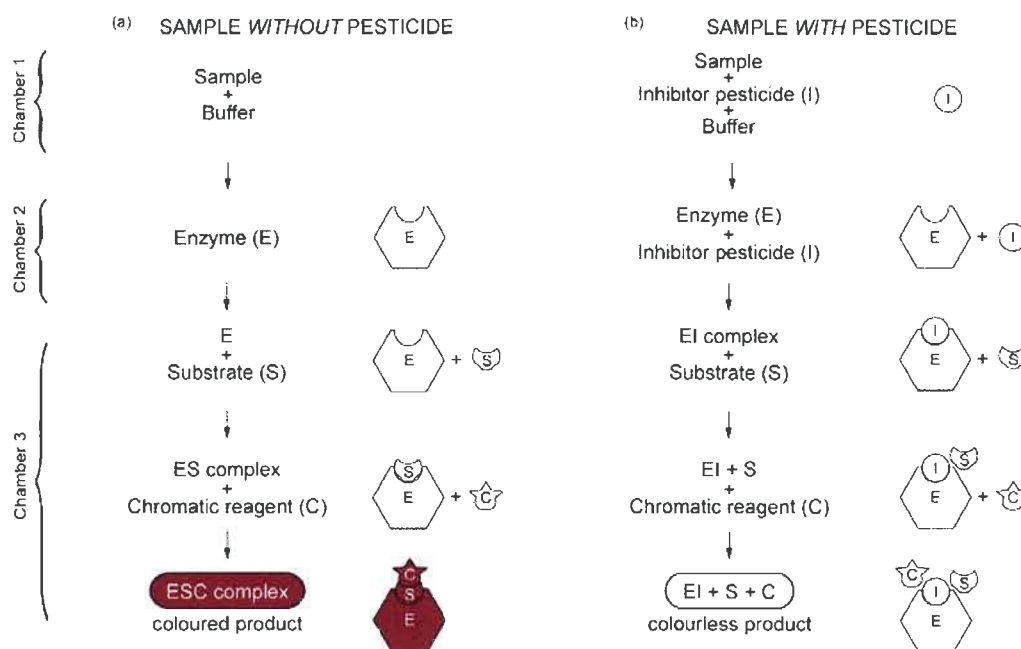 (a) SAMPLE WITHOUT PESTICIDE
Chamber 1
Sample
+
Buffer
Chamber 2
Enzyme (E)
E
Chamber 3
E
+
Substrate (S)
E
+ S
ES complex
+
Chromatic reagent (C)
S
E
+ C
ESC complex
coloured product
C
S
E
(b) SAMPLE WITH PESTICIDE
Sample
+
Inhibitor pesticide (I)
+
Buffer
I
Enzyme (E)
+
Inhibitor pesticide (I)
E
+ I
EI complex
+
Substrate (S)
I
E
+ S
EI + S
+
Chromatic reagent (C)
I
S
E
+ C
EI + S + C
colourless product
C
I
S
E